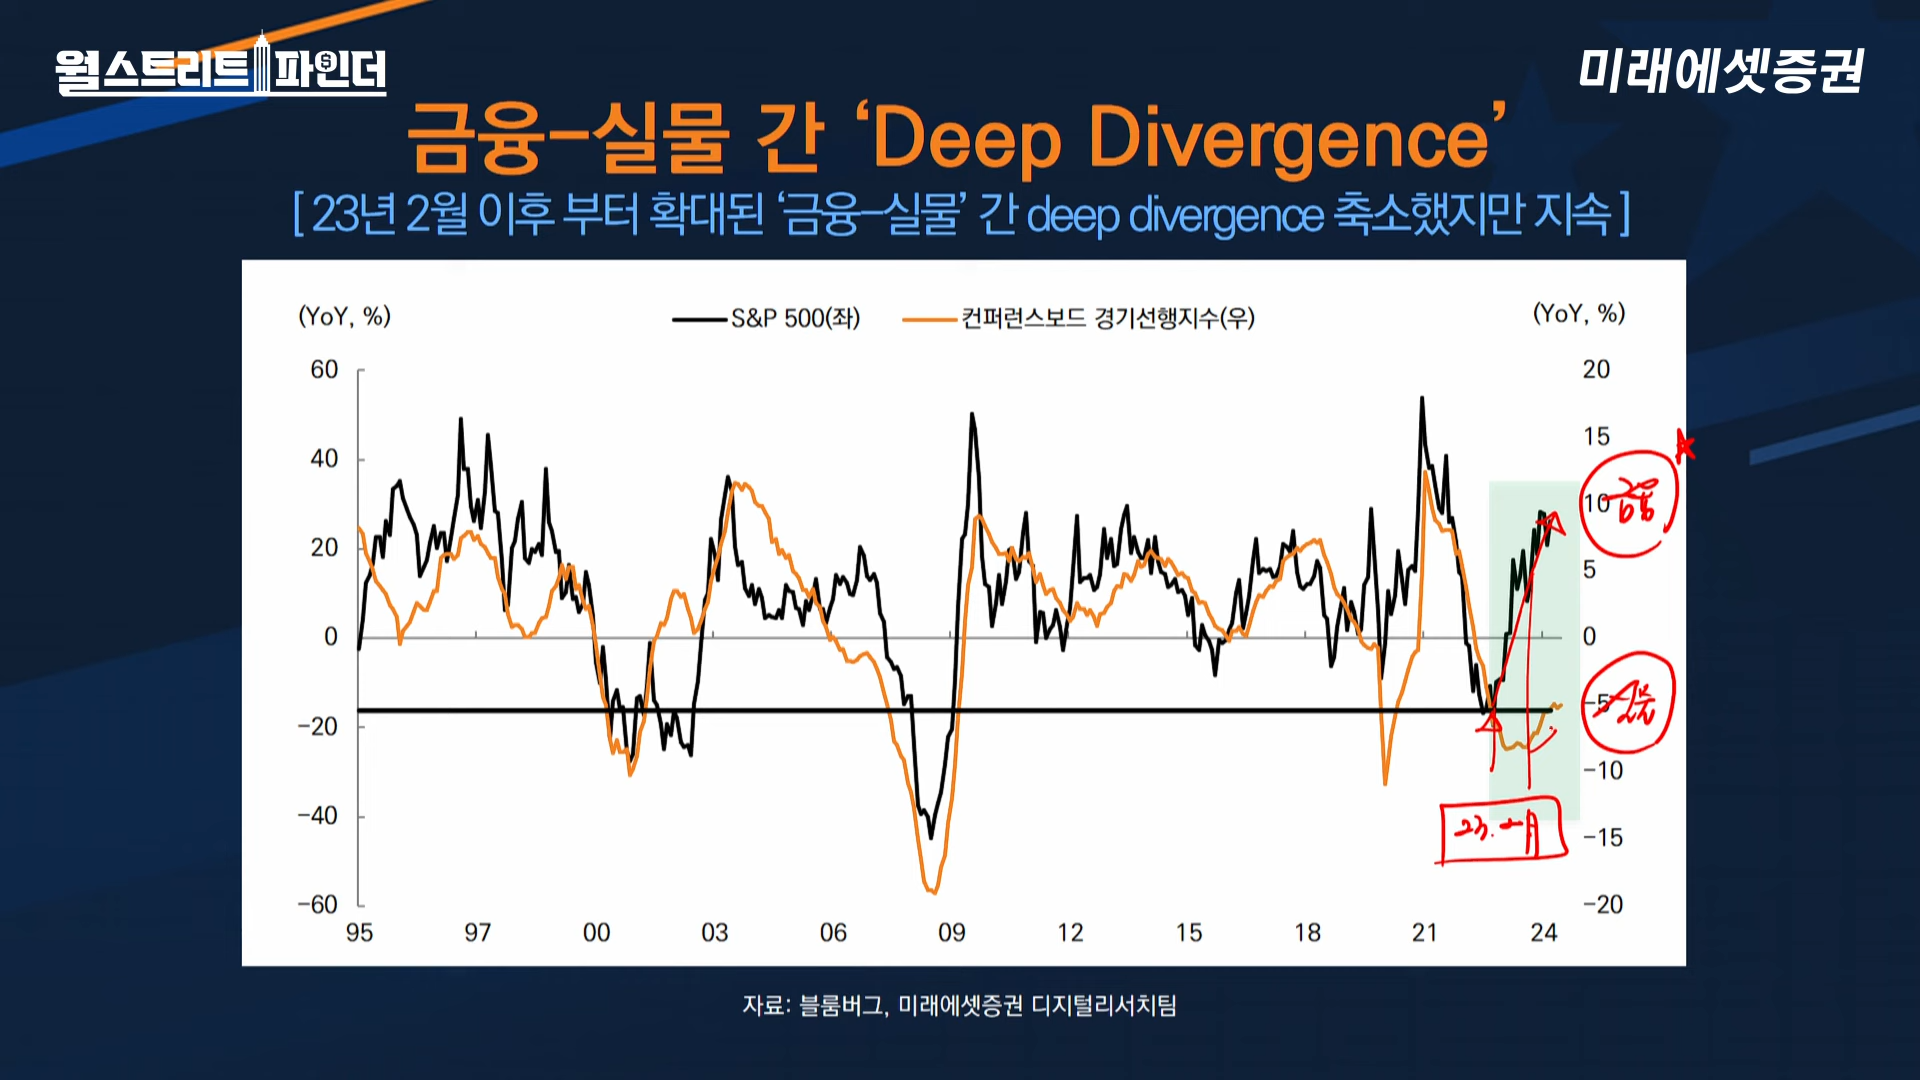 월스트리트 파인더
미래에셋증권
금융-실물 간 ‘Deep Divergence’
[ 23년 2월 이후 부터 확대된 ‘금융-실물’ 간 deep divergence 축소했지만 지속 ]
(YoY, %)
S&P 500(좌)
컨퍼런스보드 경기선행지수(우)
(YoY, %)
60
40
20
0
-20
-40
-60
20
15
10
5
0
-5
-10
-15
-20
금융
실물
95
97
00
03
06
09
12
15
18
21
24
자료: 블룸버그, 미래에셋증권 디지털리서치팀